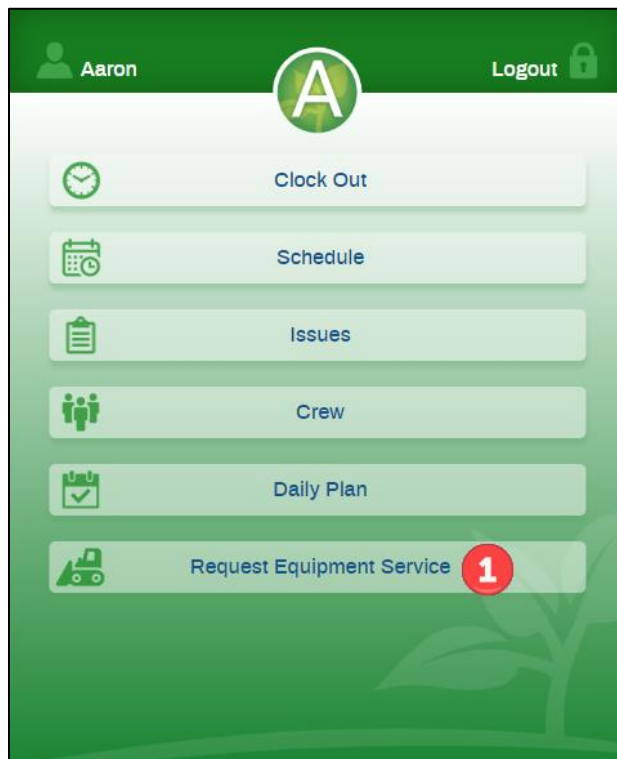 Aaron
A
Logout
Clock Out
Schedule
Issues
Crew
Daily Plan
Request Equipment Service 1